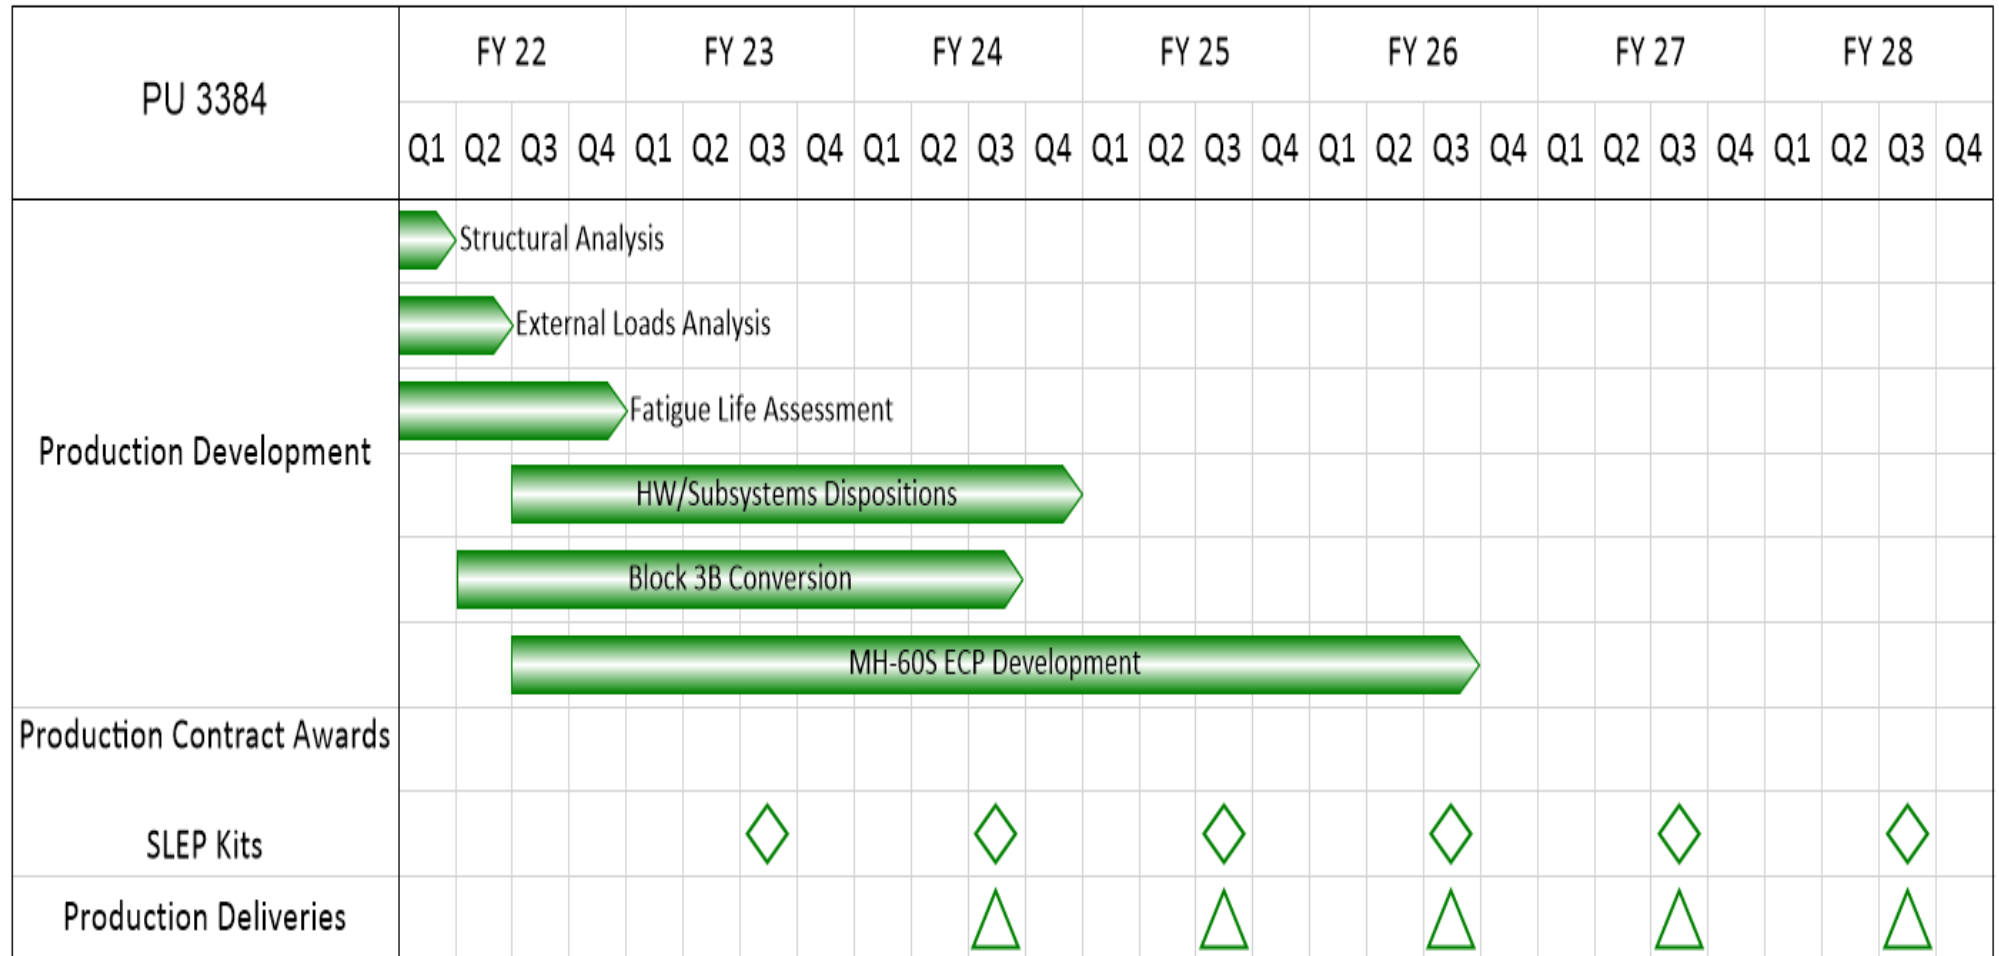 PU 3384
FY 22 FY 23 FY 24 FY 25 FY 26 FY 27 FY 28
Q1 Q2 Q3 Q4 Q1 Q2 Q3 Q4 Q1 Q2 Q3 Q4 Q1 Q2 Q3 Q4 Q1 Q2 Q3 Q4 Q1 Q2 Q3 Q4 Q1 Q2 Q3 Q4
Production Development
Structural Analysis
External Loads Analysis
Fatigue Life Assessment
HW/Subsystems Dispositions
Block 3B Conversion
MH-60S ECP Development
Production Contract Awards
SLEP Kits
Production Deliveries